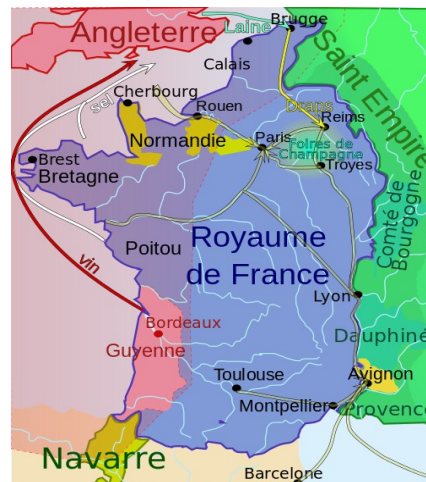 Angleterre
Laine
Brugge
Saint Empire
Calais
sel
Cherbourg
Rouen
Draps
Reims
Normandie
Paris
Foires de
Champagne
Troyes
Brest
Bretagne
Comté de
Bourgogne
Poitou
Royaume
de France
vin
Lyon
Bordeaux
Guyenne
Dauphiné
Toulouse
Avignon
Montpellier
Provence
Navarre
Barcelone